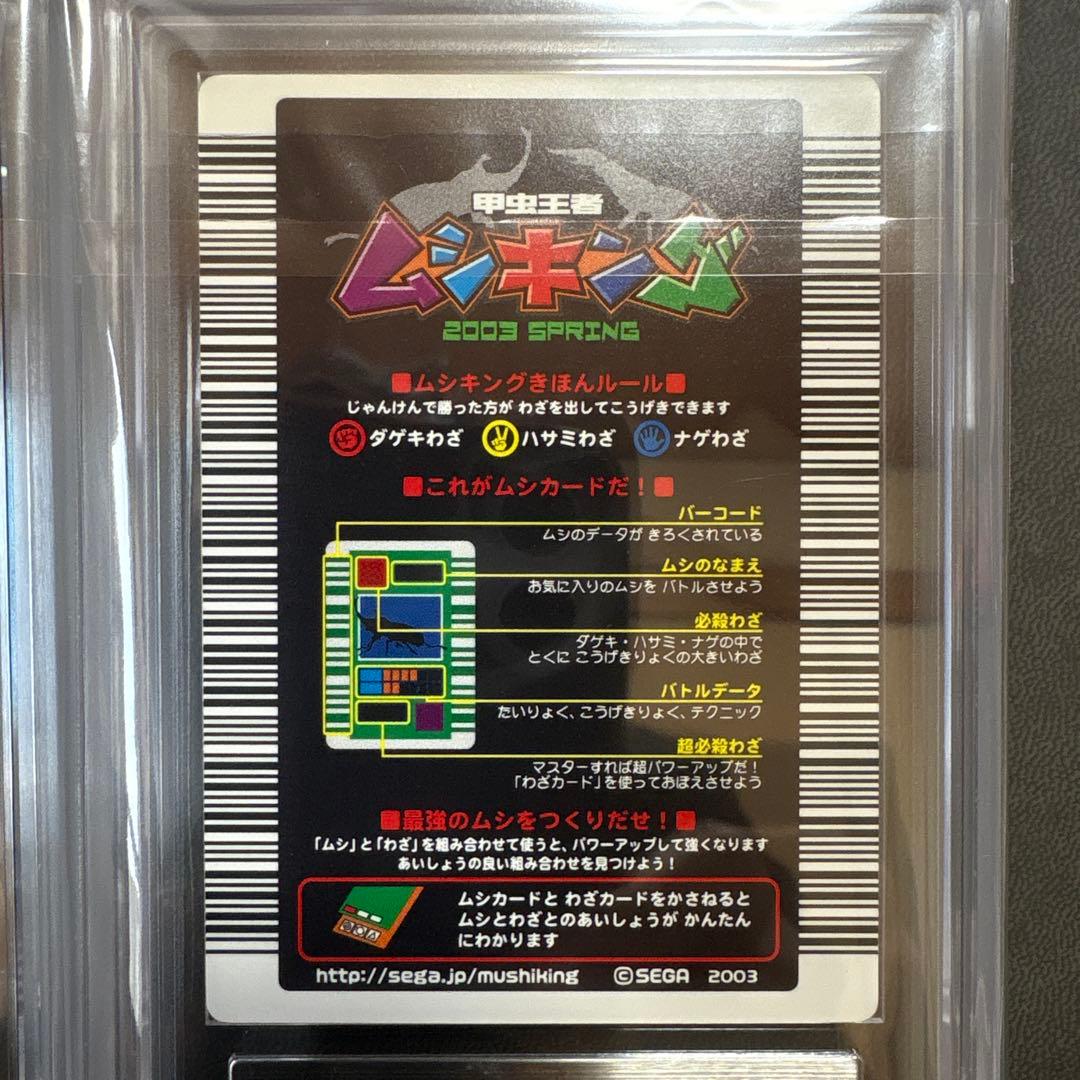 甲虫王者
ムシキング
2003 SPRING
■ムシキングきほんルール■
じゃんけんで勝った方が わざを出してこうげきできます
ダゲキわざ ハサミわざ ナゲわざ
■これがムシカードだ！■
バーコード
ムシのデータが きろくされている
ムシのなまえ
お気に入りのムシを バトルさせよう
必殺わざ
ダゲキ・ハサミ・ナゲの中で
とくに こうげきりょくの大きいわざ
バトルデータ
たいりょく、こうげきりょく、テクニック
超必殺わざ
マスターすれば超パワーアップだ！
「わざカード」を使っておぼえさせよう
■最強のムシをつくりだせ！■
「ムシ」と「わざ」を組み合わせて使うと、パワーアップして強くなります
あいしょうの良い組み合わせを見つけよう！
ムシカードと わざカードをかさねると
ムシとわざとのあいしょうが かんたん
にわかります
http://sega.jp/mushiking ©SEGA 2003